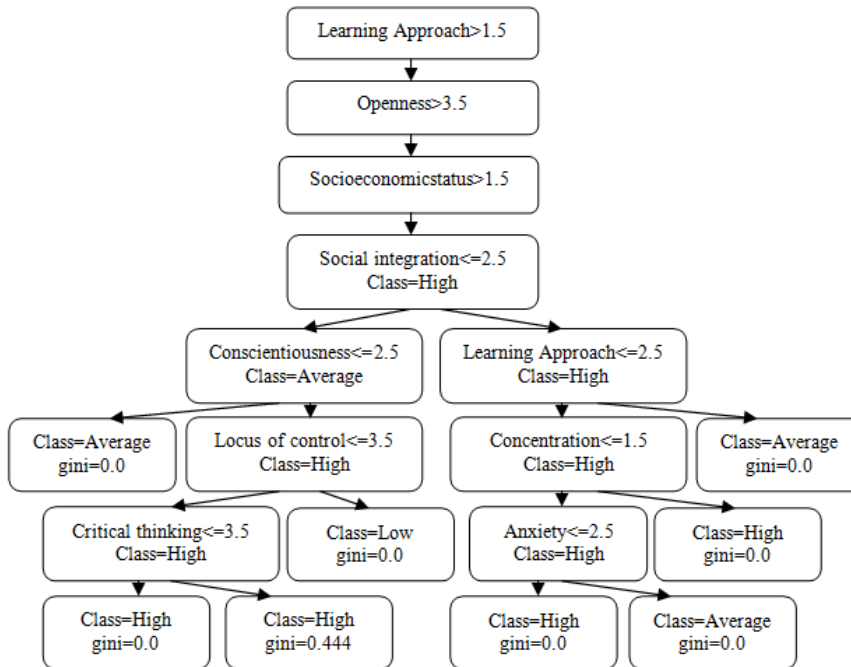 Learning Approach>1.5
Openness>3.5
Socioeconomicstatus>1.5
Social integration<=2.5
Class=High
Conscientiousness<=2.5
Class=Average
Learning Approach<=2.5
Class=High
Class=Average
gini=0.0
Locus of control<=3.5
Class=High
Concentration<=1.5
Class=High
Class=Average
gini=0.0
Critical thinking<=3.5
Class=High
Class=Low
gini=0.0
Anxiety<=2.5
Class=High
Class=High
gini=0.0
Class=High
gini=0.0
Class=High
gini=0.444
Class=High
gini=0.0
Class=Average
gini=0.0